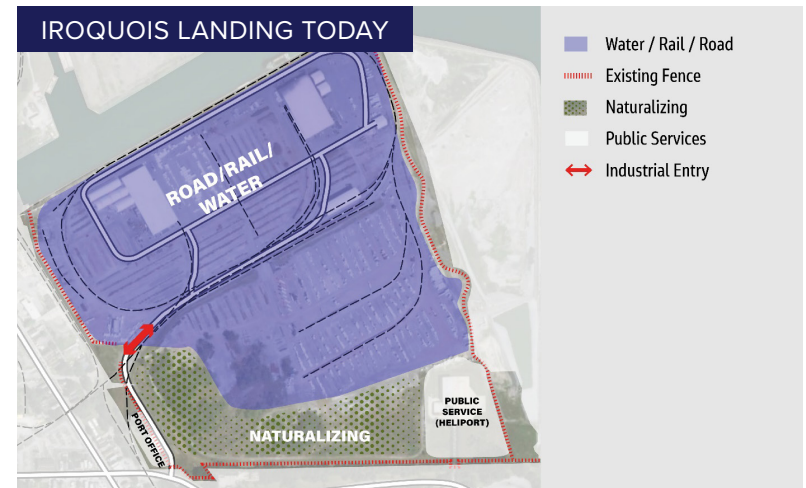 IROQUOIS LANDING TODAY
Water / Rail / Road
Existing Fence
Naturalizing
Public Services
Industrial Entry
ROAD/RAIL/
WATER
PUBLIC
SERVICE
(HELIPORT)
PORT OFFICE
NATURALIZING